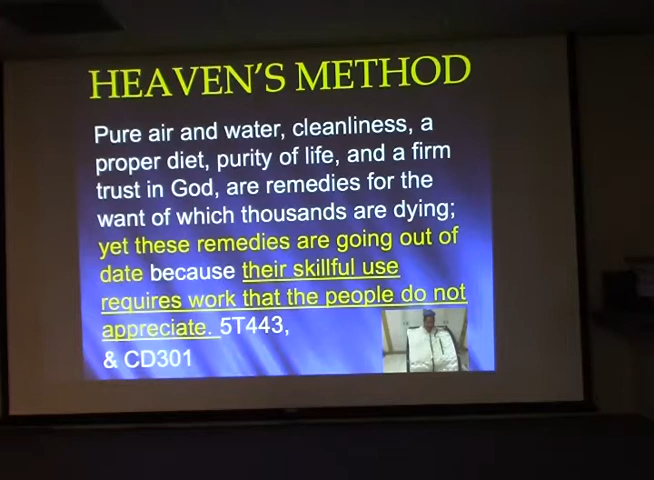 HEAVEN'S METHOD
Pure air and water, cleanliness, a
proper diet, purity of life, and a firm
trust in God, are remedies for the
want of which thousands are dying;
yet these remedies are going out of
date because their skillful use
requires work that the people do not
appreciate. 5T443,
& CD301